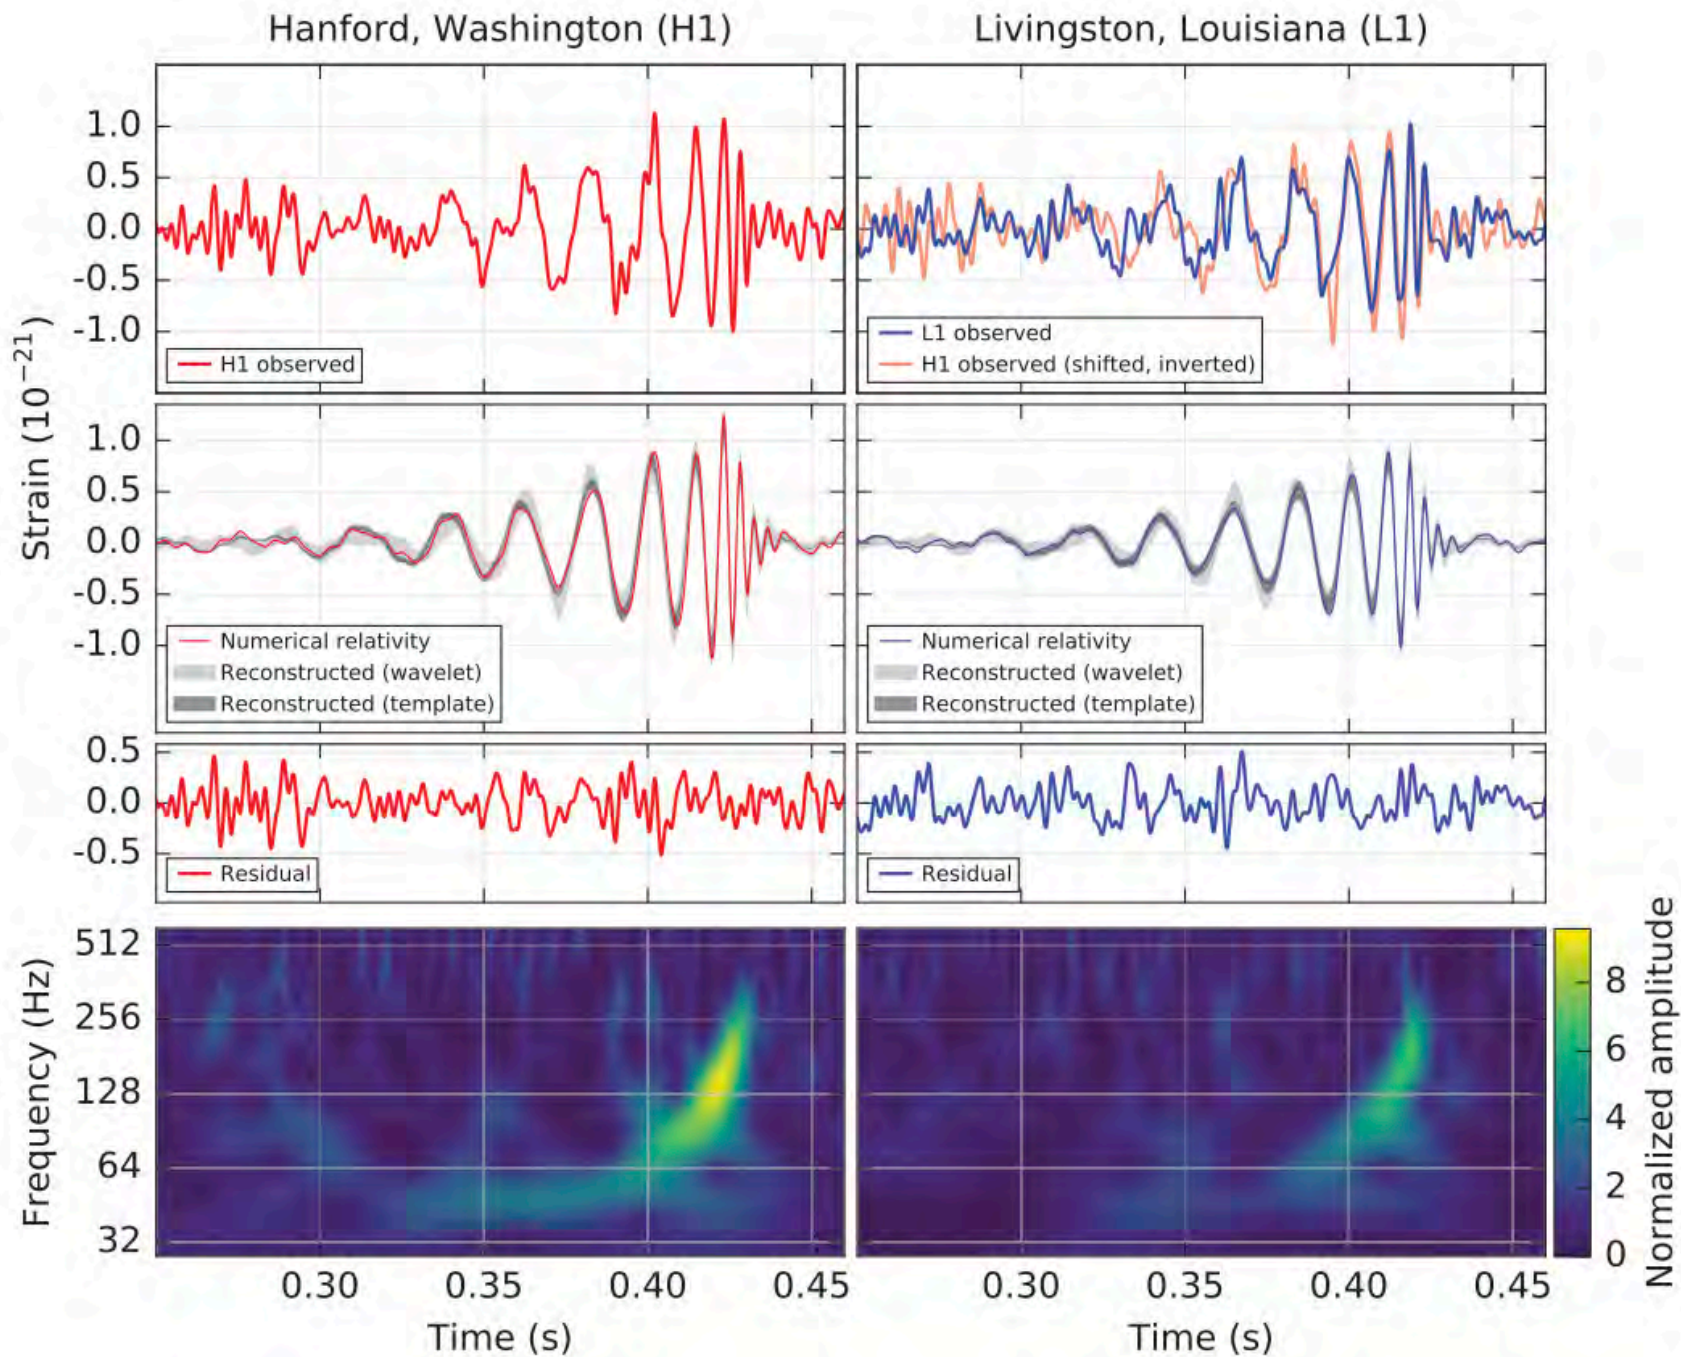 Hanford, Washington (H1)
Livingston, Louisiana (L1)
Strain (10⁻²¹)
1.0
0.5
0.0
-0.5
-1.0
H1 observed
L1 observed
H1 observed (shifted, inverted)
1.0
0.5
0.0
-0.5
-1.0
Numerical relativity
Reconstructed (wavelet)
Reconstructed (template)
Numerical relativity
Reconstructed (wavelet)
Reconstructed (template)
0.5
0.0
-0.5
Residual
Residual
Frequency (Hz)
512
256
128
64
32
Normalized amplitude
8
6
4
2
0
0.30 0.35 0.40 0.45
0.30 0.35 0.40 0.45
Time (s)
Time (s)